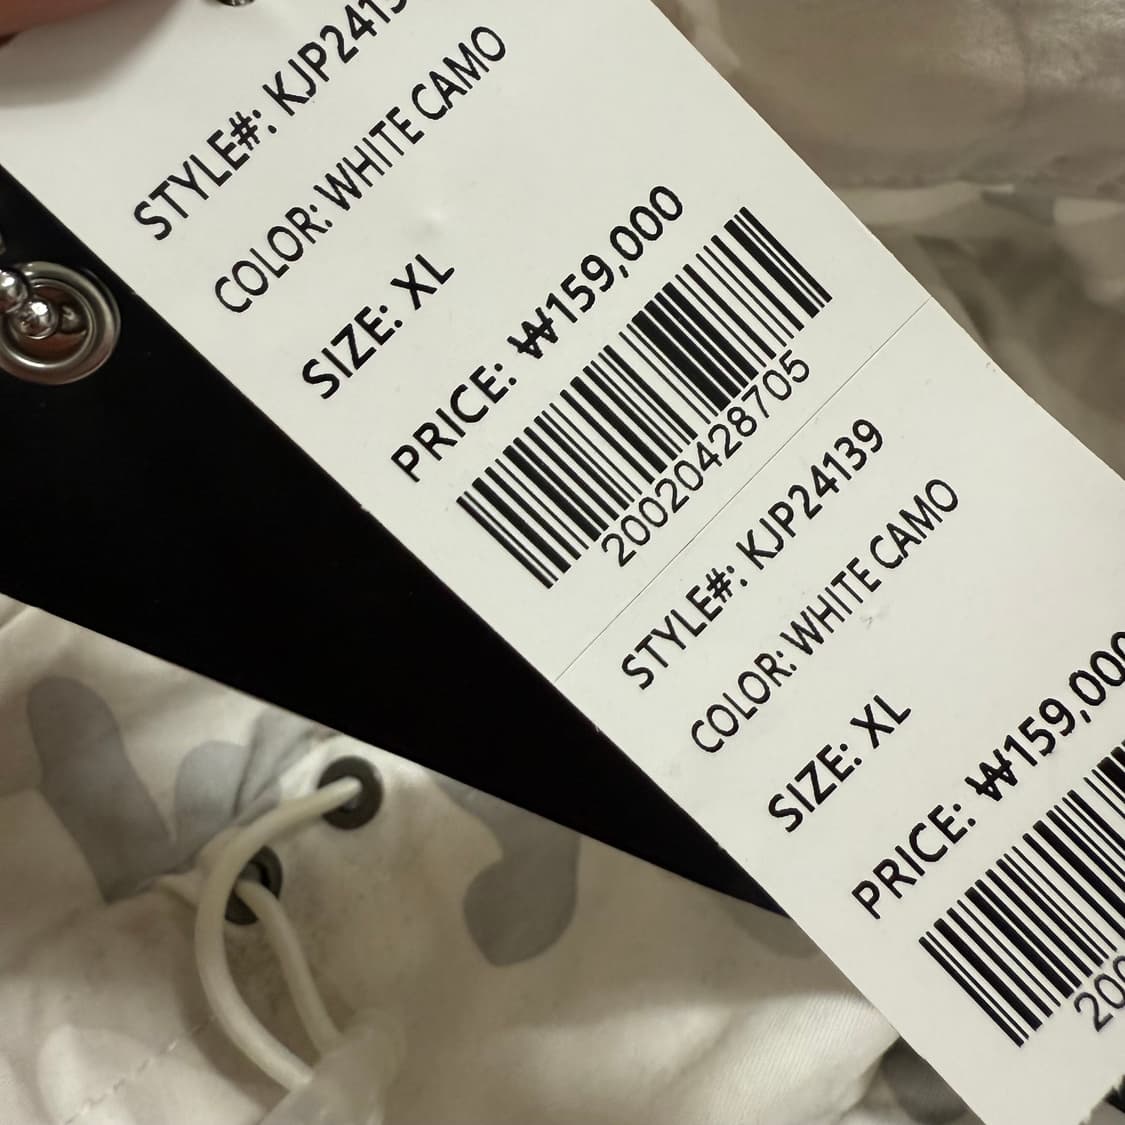 STYLE#: KJP2413
COLOR: WHITE CAMO
SIZE: XL
PRICE: ₩159,000
20020428705
STYLE#: KJP24139
COLOR: WHITE CAMO
SIZE: XL
PRICE: ₩159,000
200